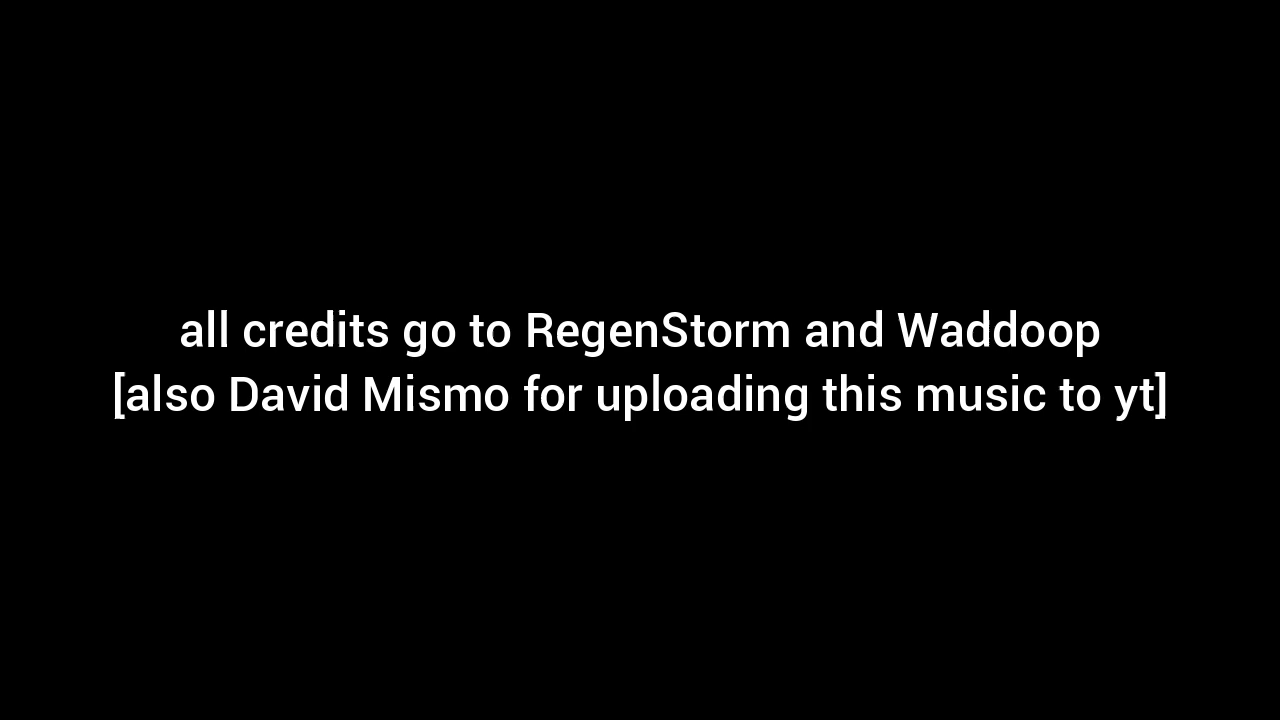 all credits go to RegenStorm and Waddoop
[also David Mismo for uploading this music to yt]